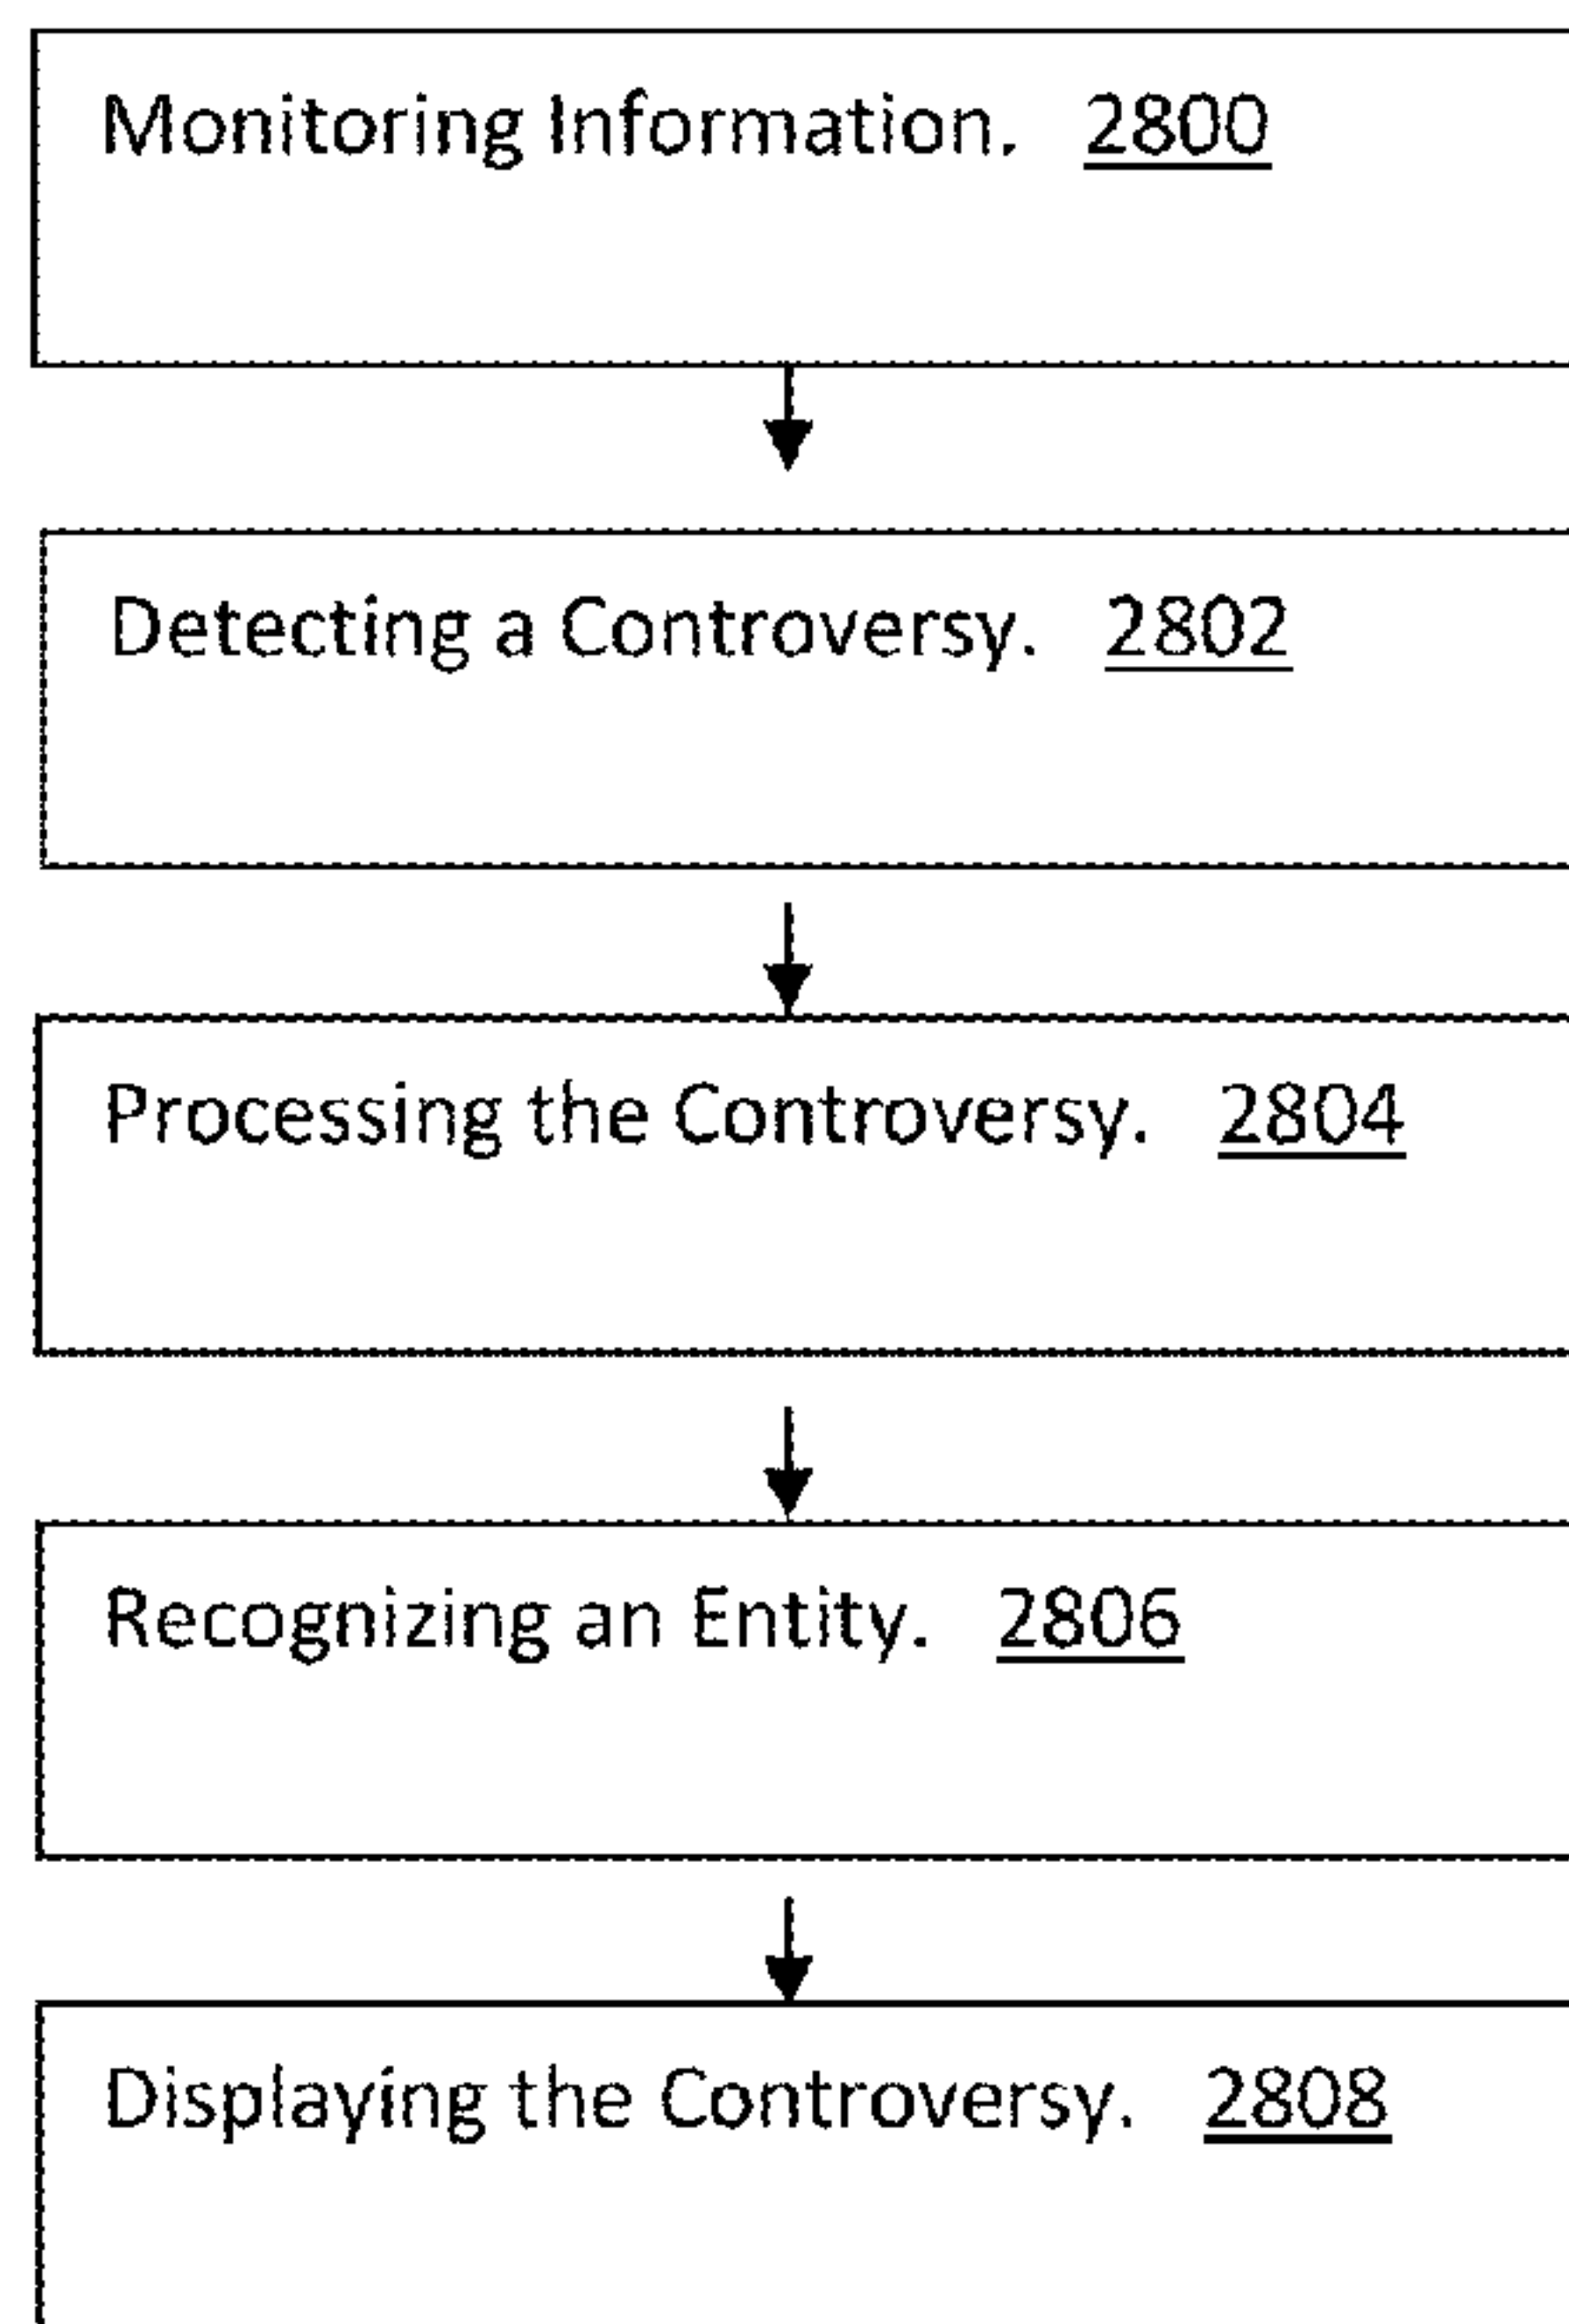 Monitoring Information. 2800
Detecting a Controversy. 2802
Processing the Controversy. 2804
Recognizing an Entity. 2806
Displaying the Controversy. 2808